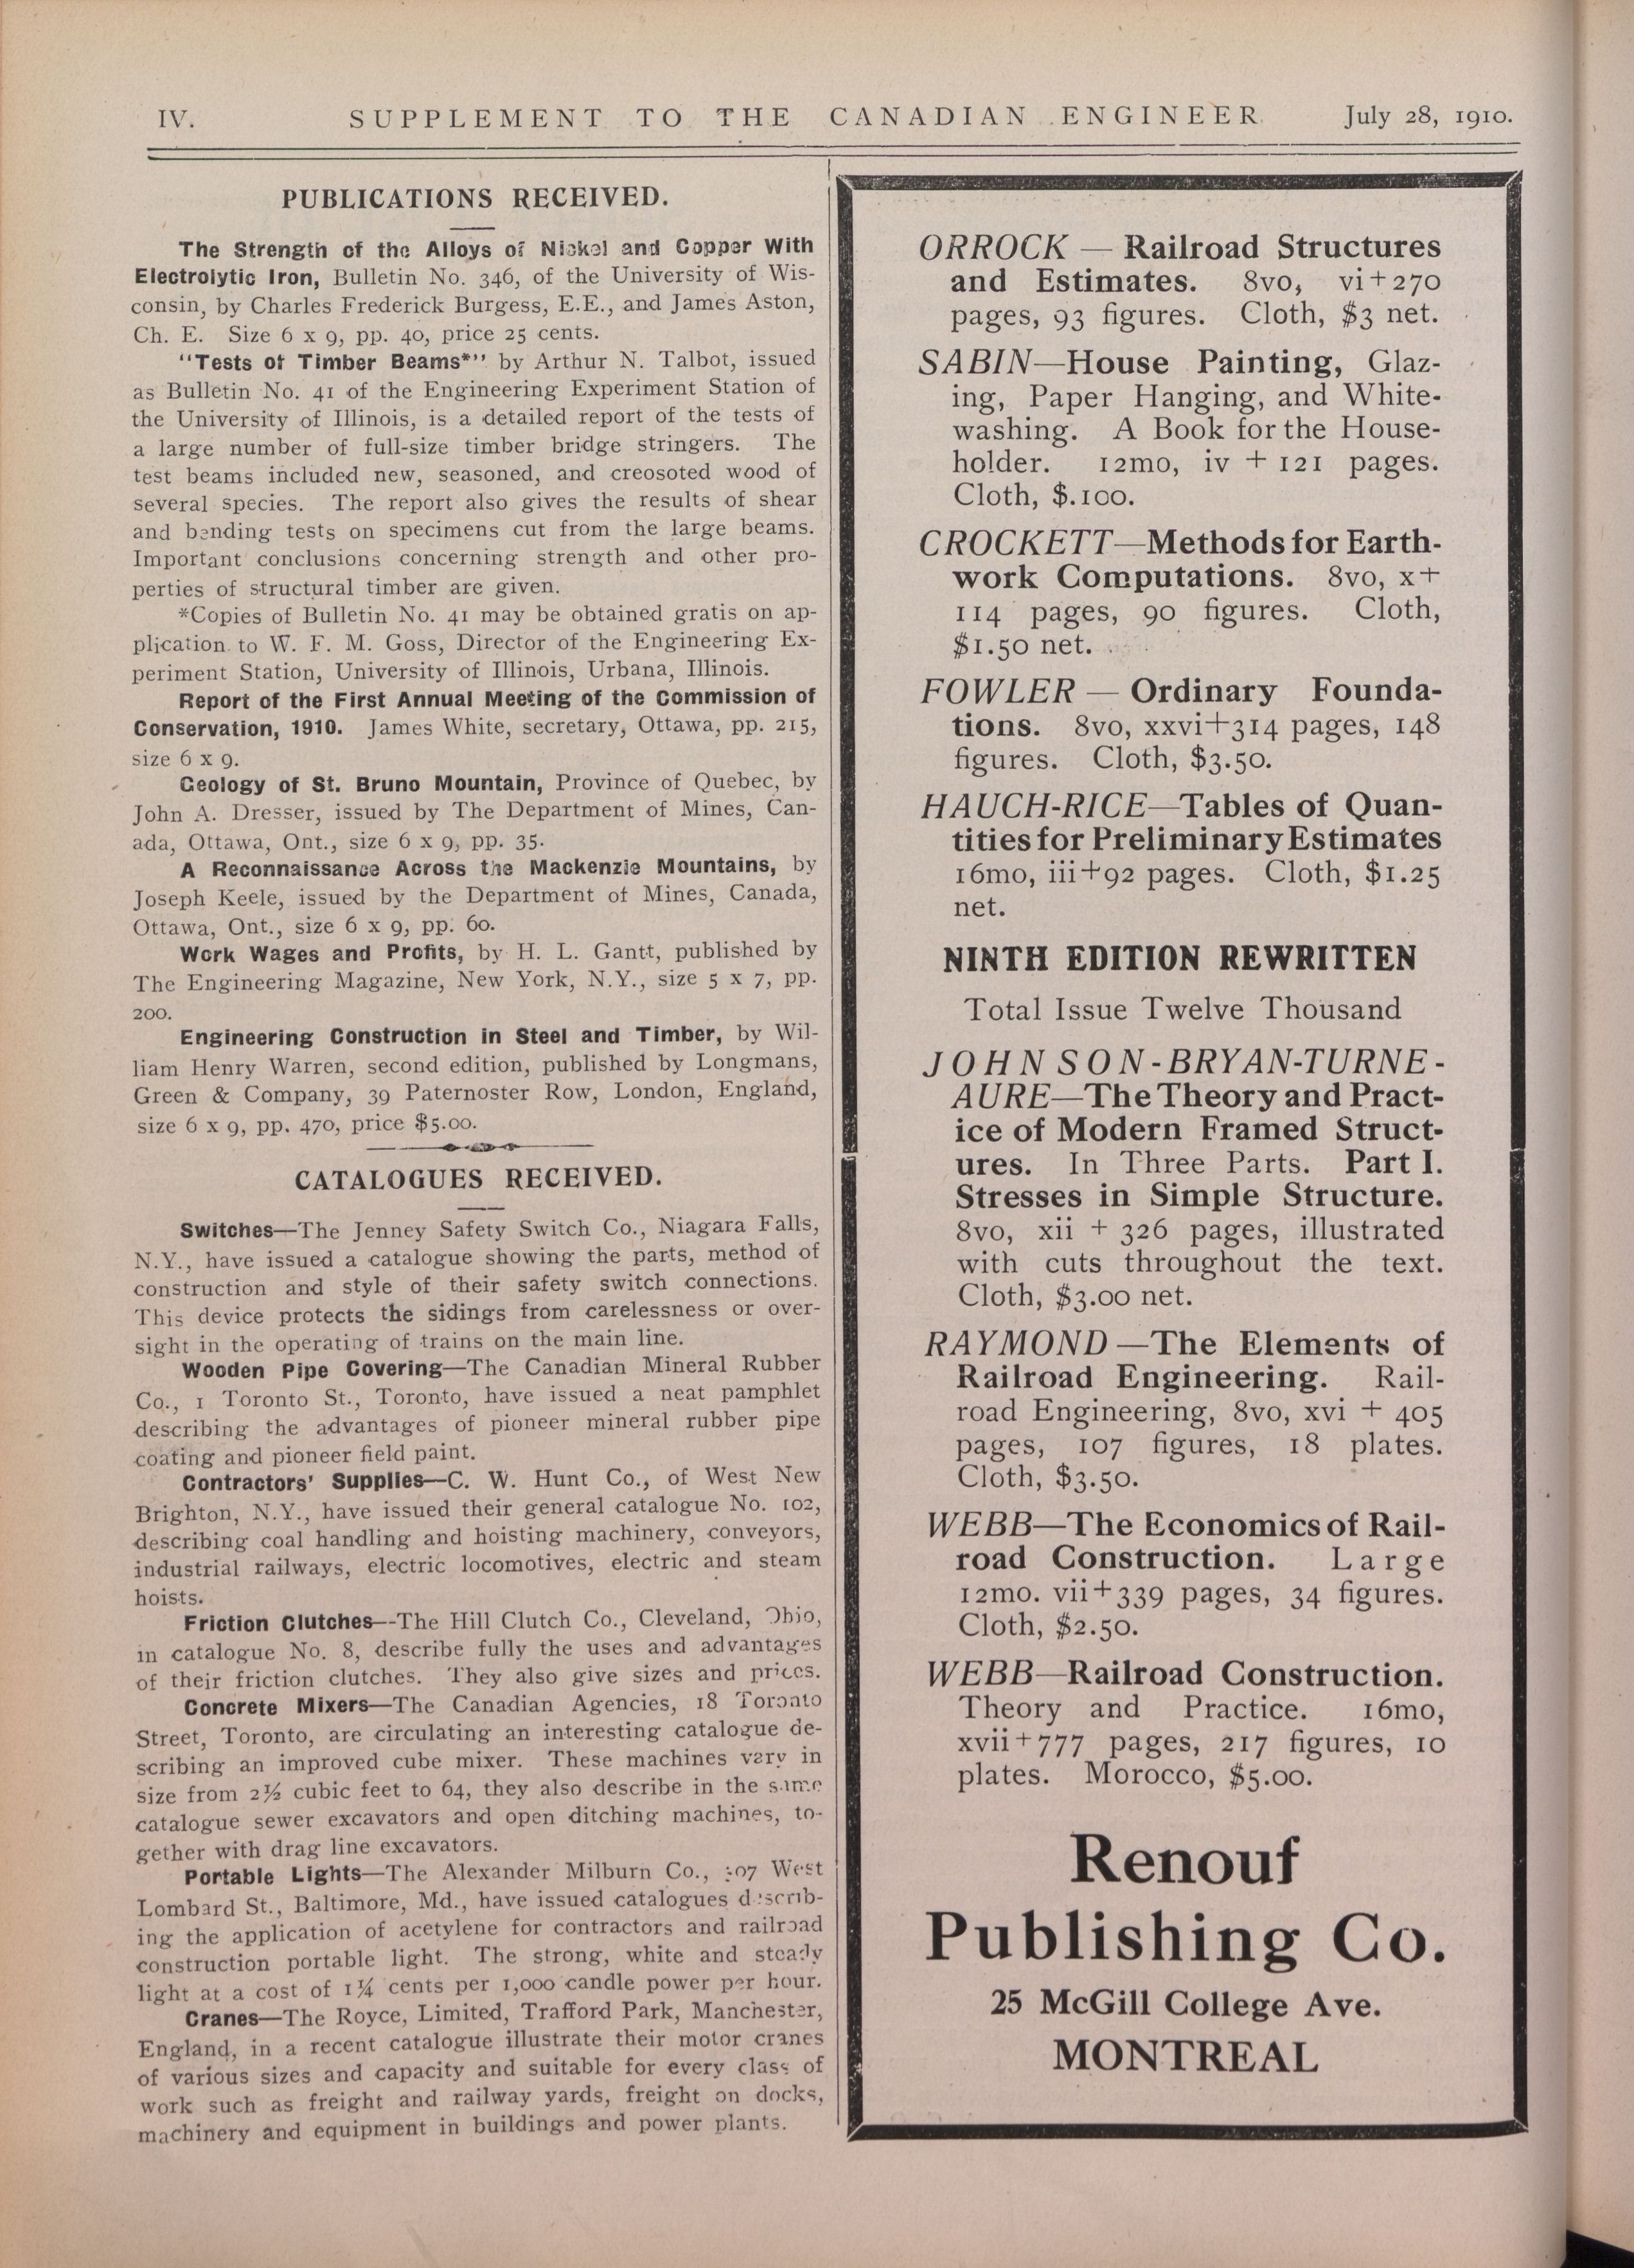 IV. SUPPLEMENT TO THE CANADIAN ENGINEER July 28, 1910.
PUBLICATIONS RECEIVED.
The Strength of the Alloys of Nickel and Copper With
Electrolytic Iron, Bulletin No. 346, of the University of Wis-
consin, by Charles Frederick Burgess, E.E., and James Aston,
Ch. E. Size 6 x 9, pp. 40, price 25 cents.
"Tests of Timber Beams*" by Arthur N. Talbot, issued
as Bulletin No. 41 of the Engineering Experiment Station of
the University of Illinois, is a detailed report of the tests of
a large number of full-size timber bridge stringers. The
test beams included new, seasoned, and creosoted wood of
several species. The report also gives the results of shear
and bending tests on specimens cut from the large beams.
Important conclusions concerning strength and other pro-
perties of structural timber are given.
*Copies of Bulletin No. 41 may be obtained gratis on ap-
plication to W. F. M. Goss, Director of the Engineering Ex-
periment Station, University of Illinois, Urbana, Illinois.
Report of the First Annual Meeting of the Commission of
Conservation, 1910. James White, secretary, Ottawa, pp. 215,
size 6 x 9.
Geology of St. Bruno Mountain, Province of Quebec, by
John A. Dresser, issued by The Department of Mines, Can-
ada, Ottawa, Ont., size 6 x 9, pp. 35.
A Reconnaissance Across the Mackenzie Mountains, by
Joseph Keele, issued by the Department of Mines, Canada,
Ottawa, Ont., size 6 x 9, pp. 60.
Work Wages and Profits, by H. L. Gantt, published by
The Engineering Magazine, New York, N.Y., size 5 x 7, pp.
200.
Engineering Construction in Steel and Timber, by Wil-
liam Henry Warren, second edition, published by Longmans,
Green & Company, 39 Paternoster Row, London, England,
size 6 x 9, pp. 470, price $5.00.
CATALOGUES RECEIVED.
Switches—The Jenney Safety Switch Co., Niagara Falls,
N.Y., have issued a catalogue showing the parts, method of
construction and style of their safety switch connections.
This device protects the sidings from carelessness or over-
sight in the operating of trains on the main line.
Wooden Pipe Covering—The Canadian Mineral Rubber
Co., 1 Toronto St., Toronto, have issued a neat pamphlet
describing the advantages of pioneer mineral rubber pipe
coating and pioneer field paint.
Contractors' Supplies—C. W. Hunt Co., of West New
Brighton, N.Y., have issued their general catalogue No. 102,
describing coal handling and hoisting machinery, conveyors,
industrial railways, electric locomotives, electric and steam
hoists.
Friction Clutches—The Hill Clutch Co., Cleveland, Ohio,
in catalogue No. 8, describe fully the uses and advantages
of their friction clutches. They also give sizes and prices.
Concrete Mixers—The Canadian Agencies, 18 Toronto
Street, Toronto, are circulating an interesting catalogue de-
scribing an improved cube mixer. These machines vary in
size from 2½ cubic feet to 64, they also describe in the same
catalogue sewer excavators and open ditching machines, to-
gether with drag line excavators.
Portable Lights—The Alexander Milburn Co., West
Lombard St., Baltimore, Md., have issued catalogues describ-
ing the application of acetylene for contractors and railroad
construction portable light. The strong, white and steady
light at a cost of 1¼ cents per 1,000 candle power per hour.
Cranes—The Royce, Limited, Trafford Park, Manchester,
England, in a recent catalogue illustrate their motor cranes
of various sizes and capacity and suitable for every class of
work such as freight and railway yards, freight on docks,
machinery and equipment in buildings and power plants.
ORROCK — Railroad Structures
and Estimates. 8vo, vi+270
pages, 93 figures. Cloth, $3 net.
SABIN—House Painting, Glaz-
ing, Paper Hanging, and White-
washing. A Book for the House-
holder. 12mo, iv + 121 pages.
Cloth, $.100.
CROCKETT—Methods for Earth-
work Computations. 8vo, x+
114 pages, 90 figures. Cloth,
$1.50 net.
FOWLER — Ordinary Founda-
tions. 8vo, xxvi+314 pages, 148
figures. Cloth, $3.50.
HAUCH-RICE—Tables of Quan-
tities for Preliminary Estimates
16mo, iii+92 pages. Cloth, $1.25
net.
NINTH EDITION REWRITTEN
Total Issue Twelve Thousand
JOHNSON-BRYAN-TURNE-
AURE—The Theory and Pract-
ice of Modern Framed Struct-
ures. In Three Parts. Part I.
Stresses in Simple Structure.
8vo, xii + 326 pages, illustrated
with cuts throughout the text.
Cloth, $3.00 net.
RAYMOND—The Elements of
Railroad Engineering. Rail-
road Engineering, 8vo, xvi + 405
pages, 107 figures, 18 plates.
Cloth, $3.50.
WEBB—The Economics of Rail-
road Construction. Large
12mo. vii+339 pages, 34 figures.
Cloth, $2.50.
WEBB—Railroad Construction.
Theory and Practice. 16mo,
xvii+777 pages, 217 figures, 10
plates. Morocco, $5.00.
Renouf
Publishing Co.
25 McGill College Ave.
MONTREAL